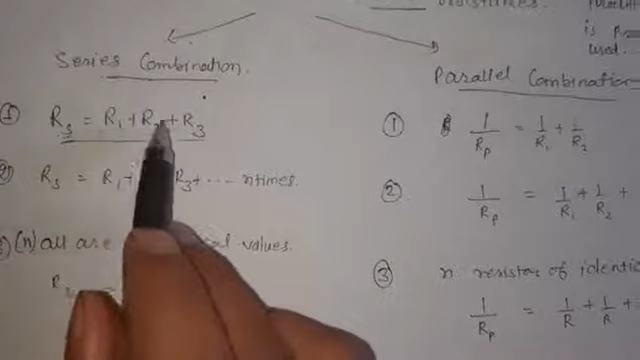 resistances.
is
used.
Series Combination.
① Rs = R1 + R2 + R3
② Rs = R1 + R3 + .... n times.
(n) all are values.
R
Parallel Combination
① 1/Rp = 1/R1 + 1/R2
② 1/Rp = 1/R1 + 1/R2 +
③ n resistor of identic
1/Rp = 1/R + 1/R +